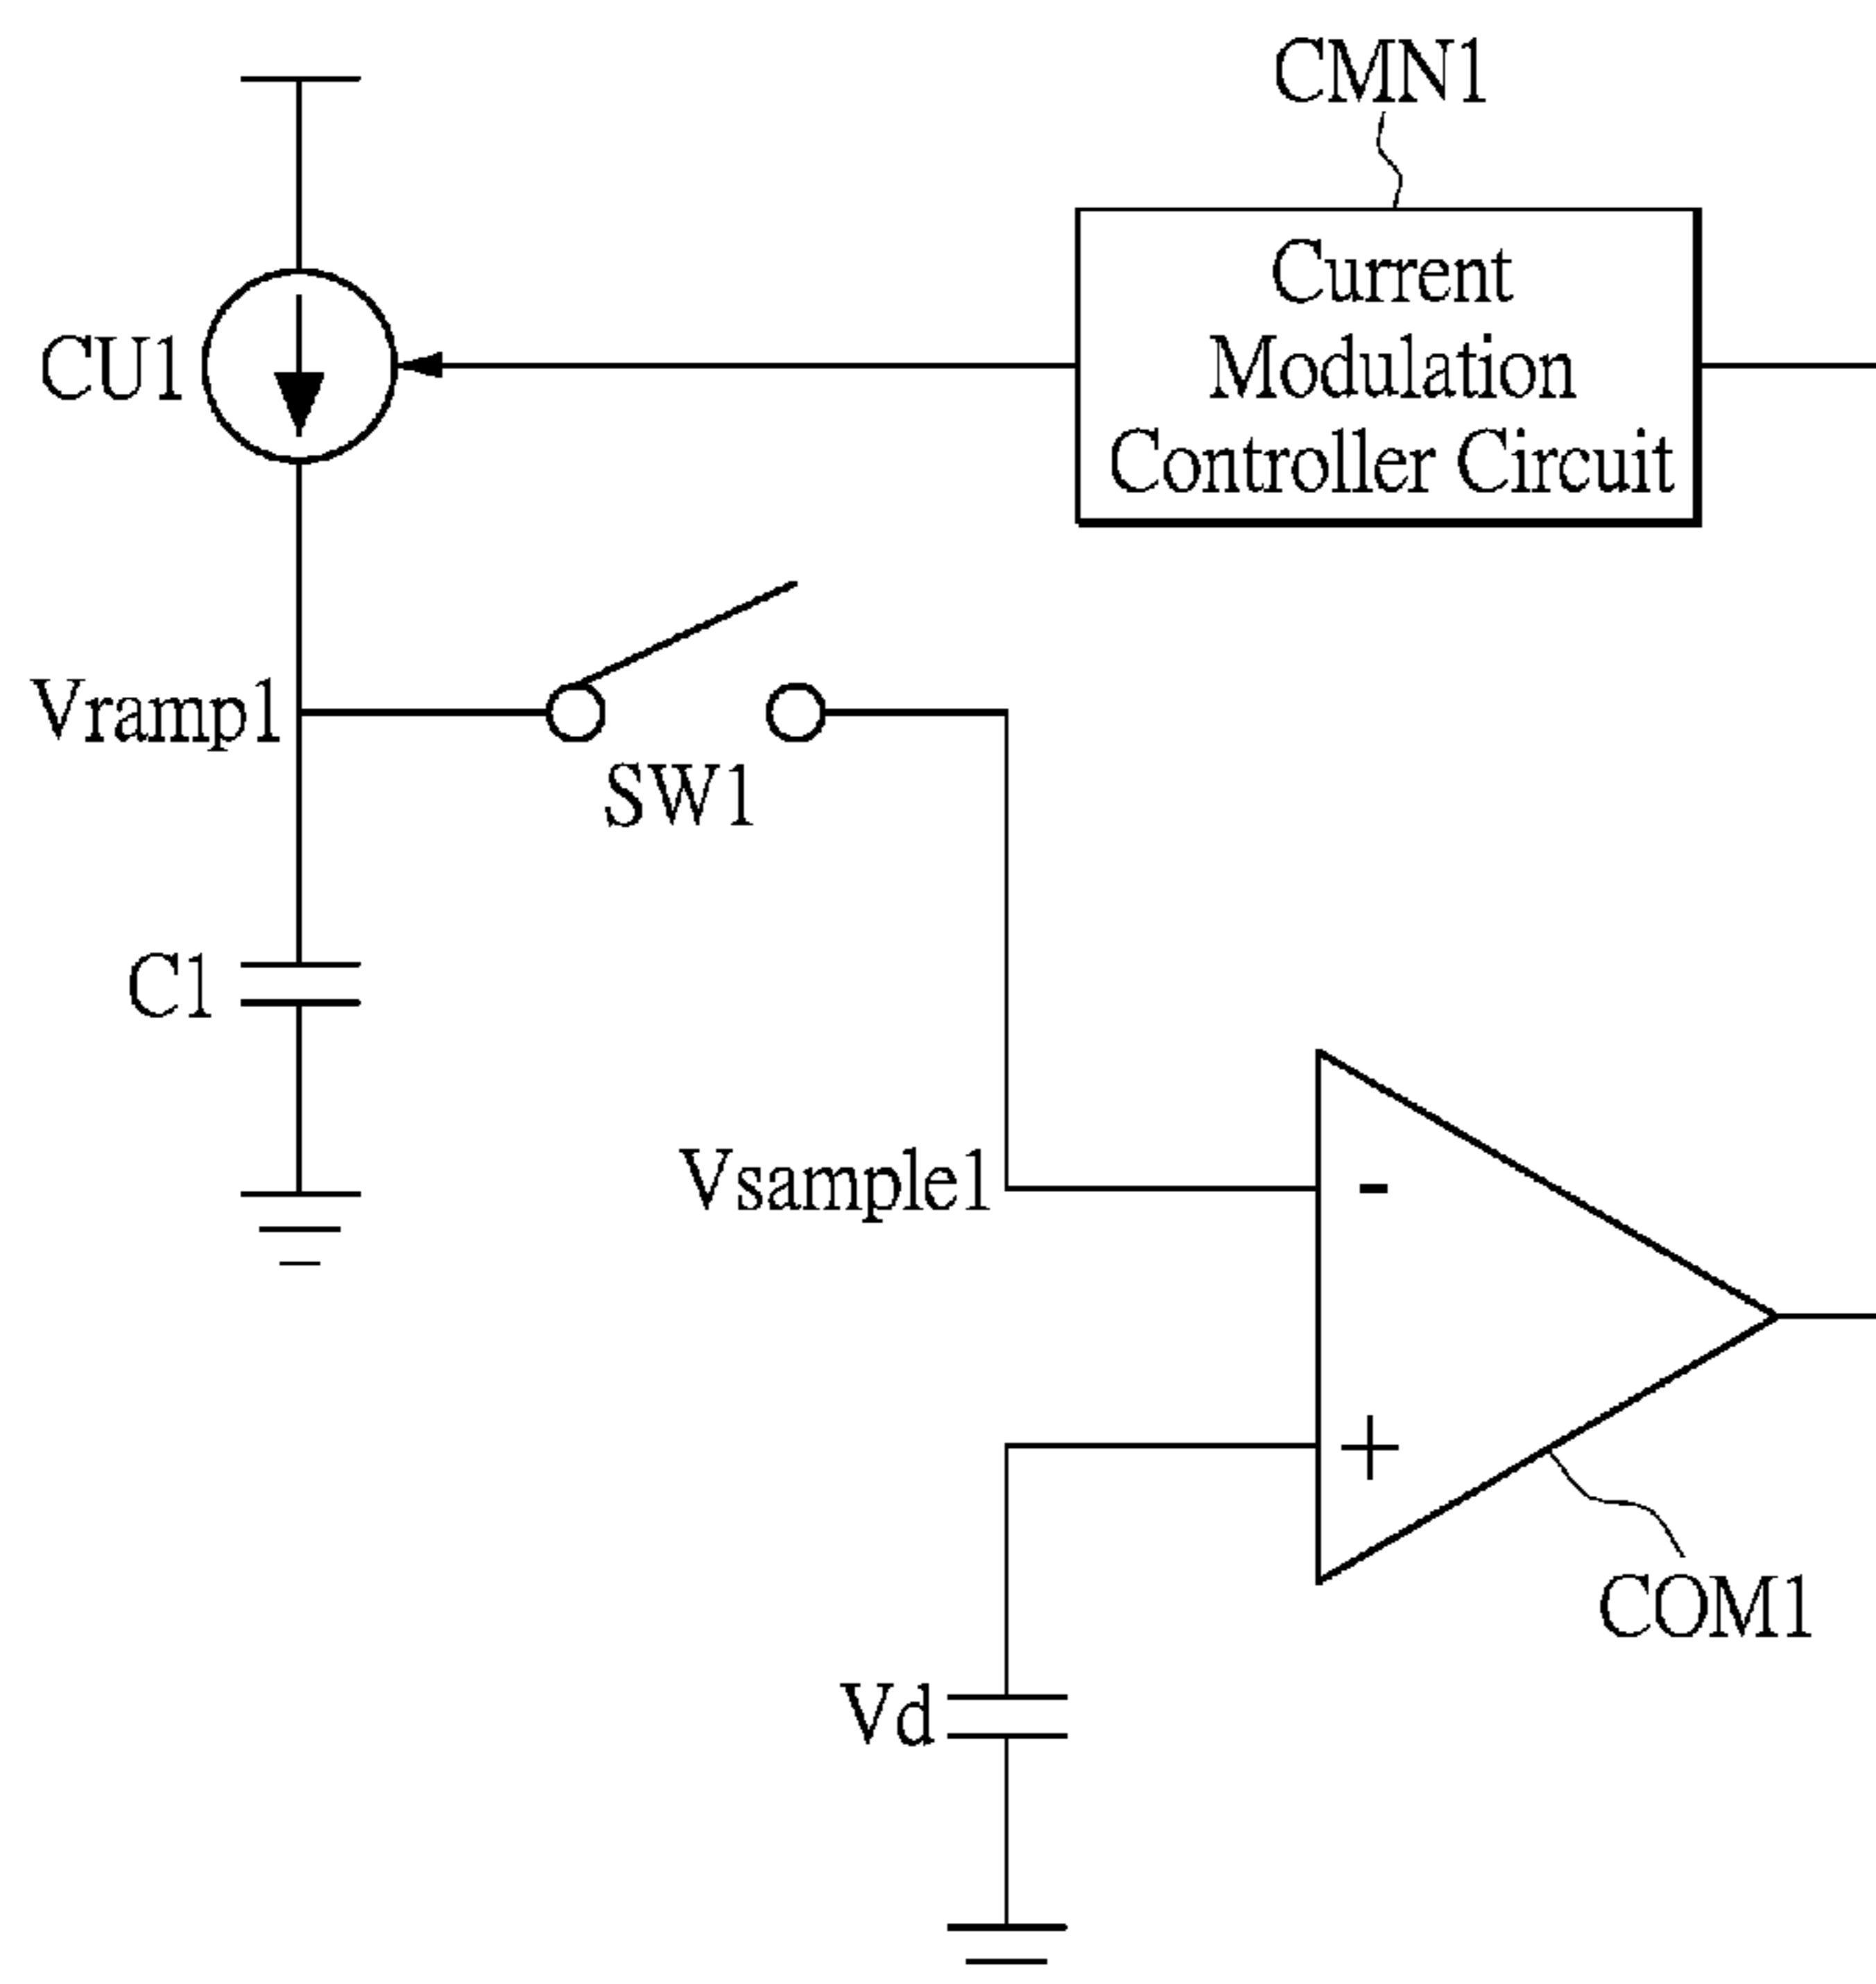 CMN1
Current
Modulation
Controller Circuit
CU1
Vramp1
SW1
C1
Vsample1
-
+
COM1
Vd